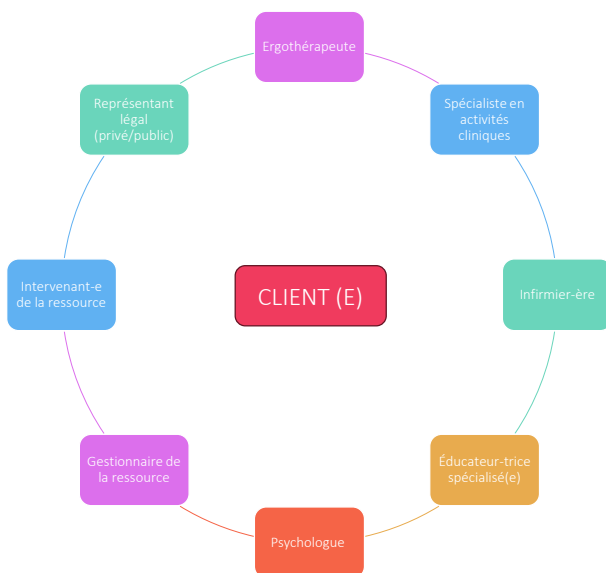 Ergothérapeute
Spécialiste en
activités
cliniques
Infirmier-ère
Éducateur-trice
spécialisé(e)
Psychologue
Gestionnaire de
la ressource
Intervenant-e
de la ressource
Représentant
légal
(privé/public)
CLIENT (E)